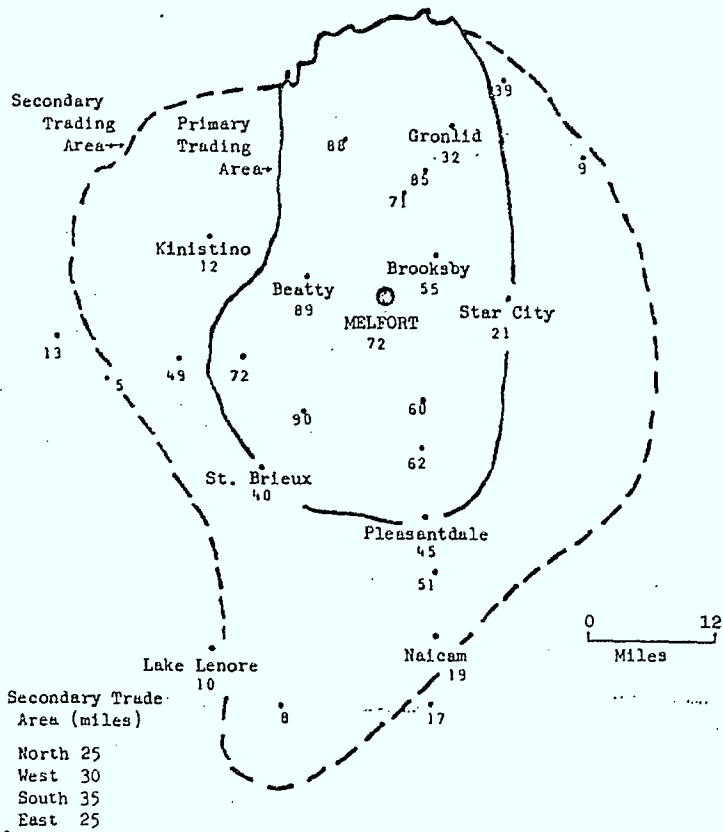 39
Secondary
Trading
Area→
Primary
Trading
Area→
88
Gronlid
32
9
85
71
Kinistino
12
Brooksby
55
Beatty
89
MELFORT
72
Star City
21
13
5
49
72
90
60
62
St. Brieux
40
Pleasantdale
45
51
0 12
Miles
Naicam
19
Lake Lenore
10
8
17
Secondary Trade
Area (miles)
North 25
West 30
South 35
East 25